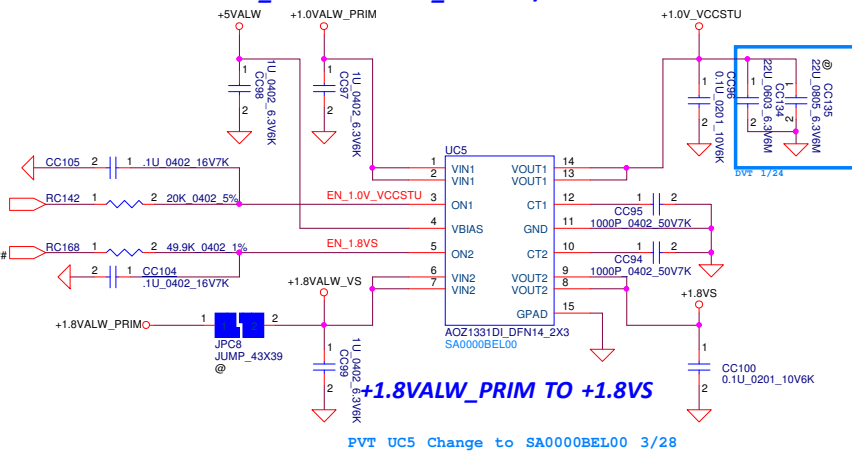 +5VALW
+1.0VALW_PRIM
+1.0V_VCCSTU
1 2
CC98
1U_0402_6.3V6K
1 2
CC97
1U_0402_6.3V6K
1 2
CC96
0.1U_0201_10V6K
1 2
CC134
22U_0603_6.3V6M
1 2
CC135
22U_0805_6.3V6M
@
DVT 1/24
UC5
CC105 2 1 .1U_0402_16V7K
RC142 1 2 20K_0402_5%
EN_1.0V_VCCSTU
# RC168 1 2 49.9K_0402_1%
EN_1.8VS
2 1 CC104
.1U_0402_16V7K
1 VIN1 VOUT1 14
2 VIN1 VOUT1 13
3 ON1 CT1 12
4 VBIAS GND 11
5 ON2 CT2 10
6 VIN2 VOUT2 9
7 VIN2 VOUT2 8
GPAD 15
1 2
CC95
1000P_0402_50V7K
1 2
CC94
1000P_0402_50V7K
AOZ1331DI_DFN14_2X3
SA0000BEL00
+1.8VALW_VS
+1.8VALW_PRIM 1 2
JPC8
JUMP_43X39
@
1 2
CC99
1U_0402_6.3V6K
+1.8VS
1 2
CC100
0.1U_0201_10V6K
+1.8VALW_PRIM TO +1.8VS
PVT UC5 Change to SA0000BEL00 3/28